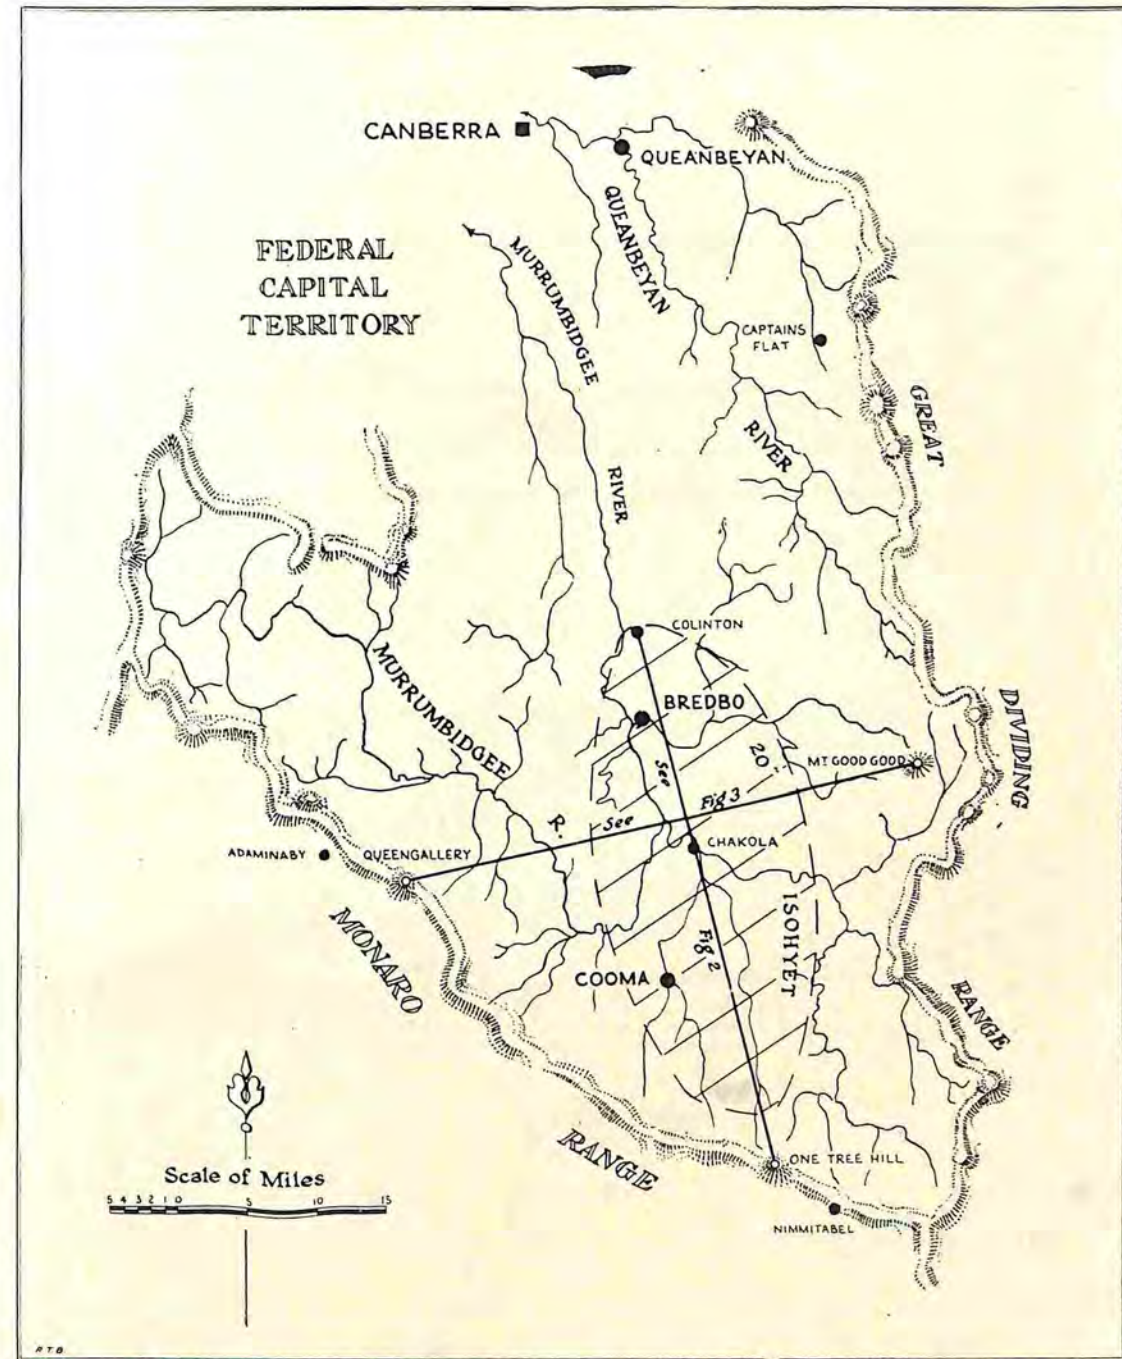 CANBERRA
QUEANBEYAN
FEDERAL
CAPITAL
TERRITORY
MURRUMBIDGEE
RIVER
QUEANBEYAN
RIVER
CAPTAINS
FLAT
GREAT
DIVIDING
RANGE
COLINTON
BREDBO
MURRUMBIDGEE
R.
20
MT GOOD GOOD
See
Fig 3
See
Fig 2
CHAKOLA
ADAMINABY
QUEENGALLERY
ISOHYET
COOMA
MONARO
RANGE
ONE TREE HILL
NIMMITABEL
Scale of Miles
5 4 3 2 1 0 5 10 15
R.T.B.